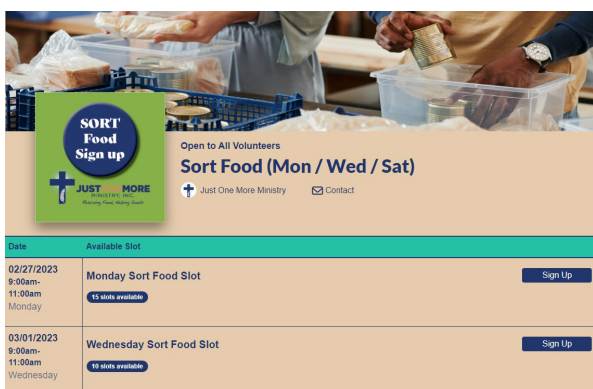 SORT
Food
Sign up
JUST ONE MORE
MINISTRY, INC.
Open to All Volunteers
Sort Food (Mon / Wed / Sat)
Just One More Ministry
Contact
Date
Available Slot
02/27/2023
9:00am-
11:00am
Monday
Monday Sort Food Slot
15 slots available
Sign Up
03/01/2023
9:00am-
11:00am
Wednesday
Wednesday Sort Food Slot
10 slots available
Sign Up